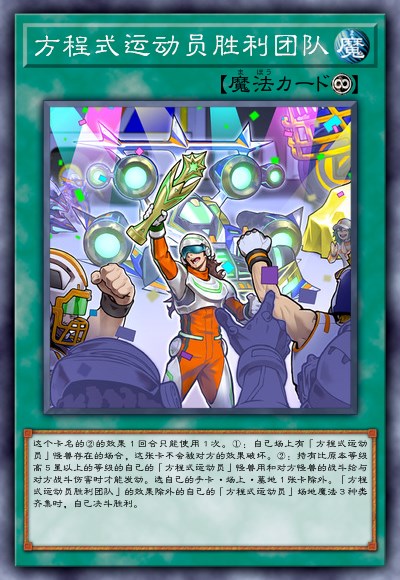 方程式运动员胜利团队
魔
【魔法カード】
まほう
这个卡名的②的效果1回合只能使用1次。①：自己场上有「方程式运动
员」怪兽存在的场合，这张卡不会被对方的效果破坏。②：持有比原本等级
高5星以上的等级的自己的「方程式运动员」怪兽用和对方怪兽的战斗给与
对方战斗伤害时才能发动。选自己的手卡·场上·墓地1张卡除外。「方程
式运动员胜利团队」的效果除外的自己的「方程式运动员」场地魔法3种类
齐集时，自己决斗胜利。